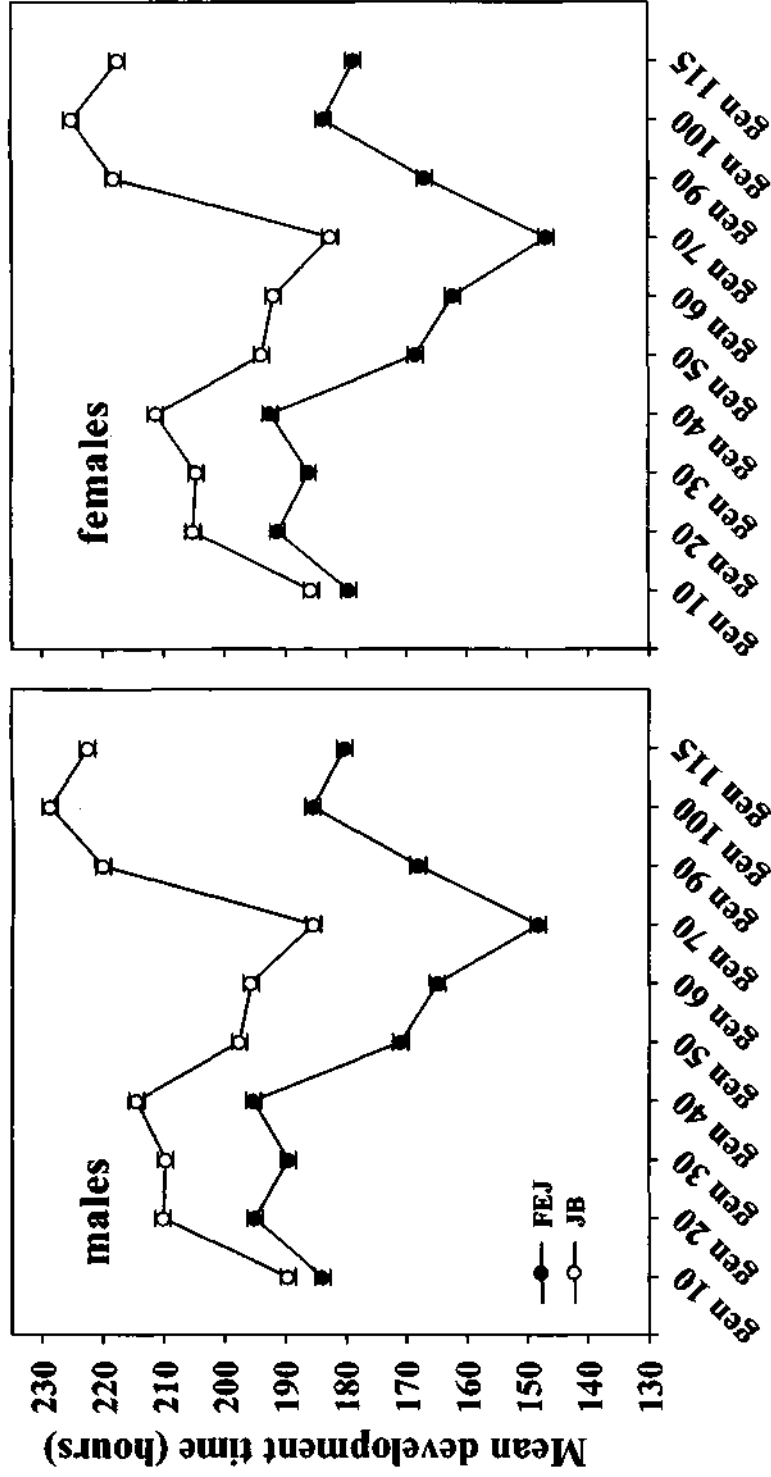 Mean development time (hours)
230
220
210
200
190
180
170
160
150
140
130
males
FEJ
JB
gen 10
gen 20
gen 30
gen 40
gen 50
gen 60
gen 70
gen 90
gen 100
gen 115
females
gen 10
gen 20
gen 30
gen 40
gen 50
gen 60
gen 70
gen 90
gen 100
gen 115